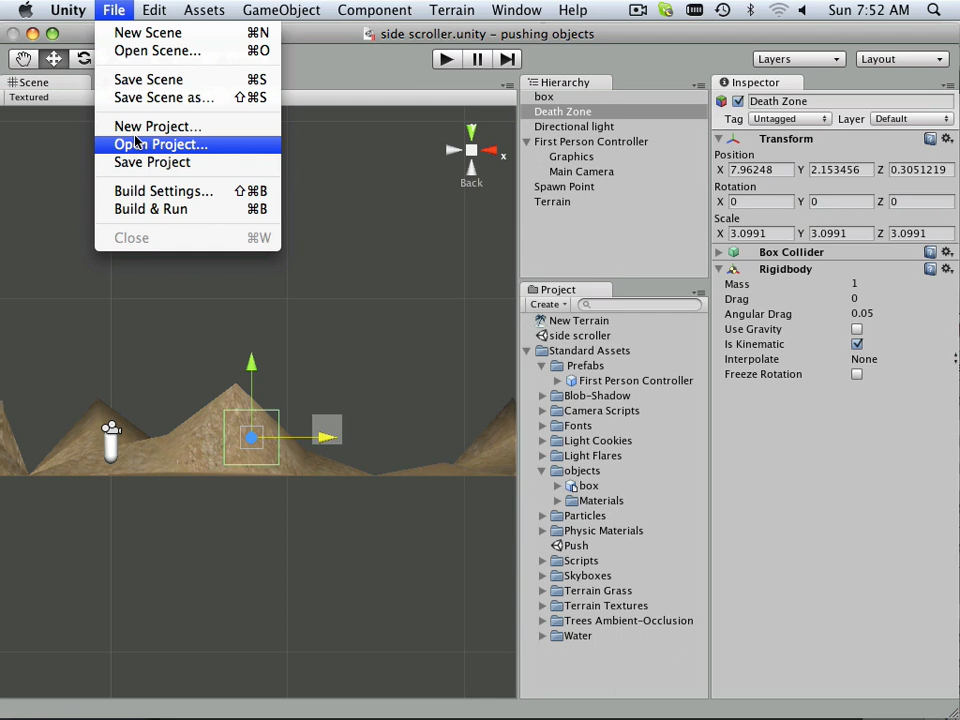 Unity File Edit Assets GameObject Component Terrain Window Help Sun 7:52 AM
side scroller.unity – pushing objects
Layers
Layout
New Scene ⌘N
Open Scene... ⌘O
Save Scene ⌘S
Save Scene as... ⇧⌘S
New Project...
Open Project...
Save Project
Build Settings... ⇧⌘B
Build & Run ⌘B
Close ⌘W
Scene
Textured
x
Back
Hierarchy
box
Death Zone
Directional light
First Person Controller
Graphics
Main Camera
Spawn Point
Terrain
Project
Create
New Terrain
side scroller
Standard Assets
Prefabs
First Person Controller
Blob-Shadow
Camera Scripts
Fonts
Light Cookies
Light Flares
objects
box
Materials
Particles
Physic Materials
Push
Scripts
Skyboxes
Terrain Grass
Terrain Textures
Trees Ambient-Occlusion
Water
Inspector
Death Zone
Tag Untagged Layer Default
Transform
Position
X 7.96248 Y 2.153456 Z 0.3051219
Rotation
X 0 Y 0 Z 0
Scale
X 3.0991 Y 3.0991 Z 3.0991
Box Collider
Rigidbody
Mass 1
Drag 0
Angular Drag 0.05
Use Gravity
Is Kinematic
Interpolate None
Freeze Rotation